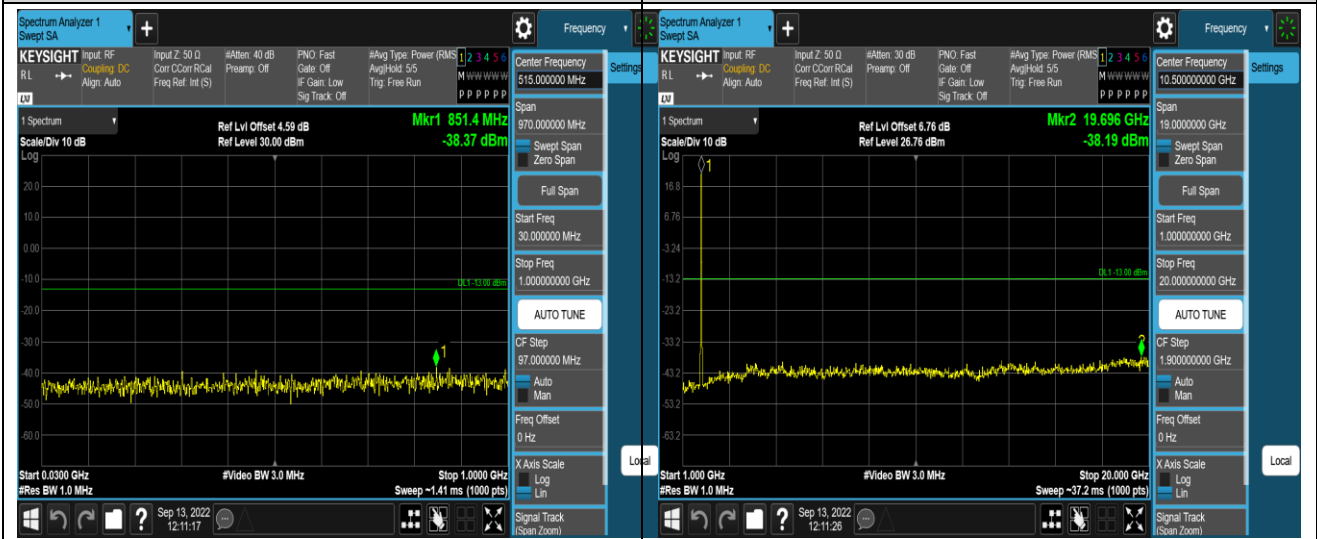 Spectrum Analyzer 1
Swept SA
+
Frequency
KEYSIGHT
RL
LXI
Input: RF
Coupling: DC
Align: Auto
Input Z: 50 Ω
Corr CCorr RCal
Freq Ref: Int (S)
#Atten: 40 dB
Preamp: Off
PNO: Fast
Gate: Off
IF Gain: Low
Sig Track: Off
#Avg Type: Power (RMS
Avg|Hold: 5/5
Trig: Free Run
1 2 3 4 5 6
M W W W W W
P P P P P P
1 Spectrum
Scale/Div 10 dB
Log
Ref Lvl Offset 4.59 dB
Ref Level 30.00 dBm
Mkr1 851.4 MHz
-38.37 dBm
20.0
10.0
0.00
-10.0
DL1 -13.00 dBm
-20.0
-30.0
1
-40.0
-50.0
-60.0
Start 0.0300 GHz
#Res BW 1.0 MHz
#Video BW 3.0 MHz
Stop 1.0000 GHz
Sweep ~1.41 ms (1000 pts)
Sep 13, 2022
12:11:17
Center Frequency
515.000000 MHz
Settings
Span
970.000000 MHz
Swept Span
Zero Span
Full Span
Start Freq
30.000000 MHz
Stop Freq
1.000000000 GHz
AUTO TUNE
CF Step
97.000000 MHz
Auto
Man
Freq Offset
0 Hz
X Axis Scale
Log
Lin
Local
Signal Track
(Span Zoom)
Spectrum Analyzer 1
Swept SA
+
Frequency
KEYSIGHT
RL
LXI
Input: RF
Coupling: DC
Align: Auto
Input Z: 50 Ω
Corr CCorr RCal
Freq Ref: Int (S)
#Atten: 30 dB
Preamp: Off
PNO: Fast
Gate: Off
IF Gain: Low
Sig Track: Off
#Avg Type: Power (RMS
Avg|Hold: 5/5
Trig: Free Run
1 2 3 4 5 6
M W W W W W
P P P P P P
1 Spectrum
Scale/Div 10 dB
Log
Ref Lvl Offset 6.76 dB
Ref Level 26.76 dBm
Mkr2 19.696 GHz
-38.19 dBm
1
16.8
6.76
-3.24
DL1 -13.00 dBm
-13.2
-23.2
-33.2
2
-43.2
-53.2
-63.2
Start 1.000 GHz
#Res BW 1.0 MHz
#Video BW 3.0 MHz
Stop 20.000 GHz
Sweep ~37.2 ms (1000 pts)
Sep 13, 2022
12:11:26
Center Frequency
10.500000000 GHz
Settings
Span
19.0000000 GHz
Swept Span
Zero Span
Full Span
Start Freq
1.000000000 GHz
Stop Freq
20.000000000 GHz
AUTO TUNE
CF Step
1.900000000 GHz
Auto
Man
Freq Offset
0 Hz
X Axis Scale
Log
Lin
Local
Signal Track
(Span Zoom)